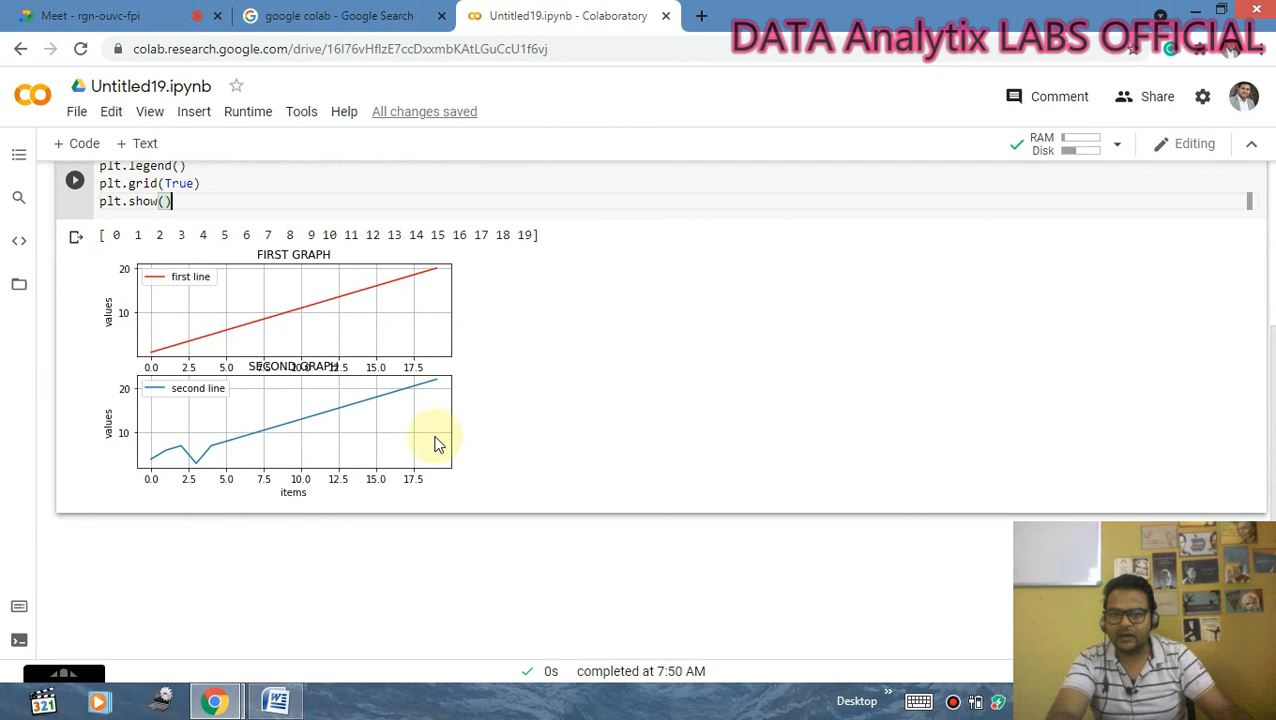 Meet - rgn-ouvc-fpi
google colab - Google Search
Untitled19.ipynb - Colaboratory
DATA Analytix LABS OFFICIAL
colab.research.google.com/drive/16I76vHflzE7ccDxxmbKAtLGuCcU1f6vj
Untitled19.ipynb
Comment
Share
File Edit View Insert Runtime Tools Help All changes saved
+ Code + Text
RAM
Disk
Editing
plt.legend()
plt.grid(True)
plt.show()
[ 0 1 2 3 4 5 6 7 8 9 10 11 12 13 14 15 16 17 18 19]
FIRST GRAPH
first line
20
10
values
0.0 2.5 5.0 7.5 10.0 12.5 15.0 17.5
SECOND GRAPH
second line
20
10
values
0.0 2.5 5.0 7.5 10.0 12.5 15.0 17.5
items
0s completed at 7:50 AM
321
Desktop